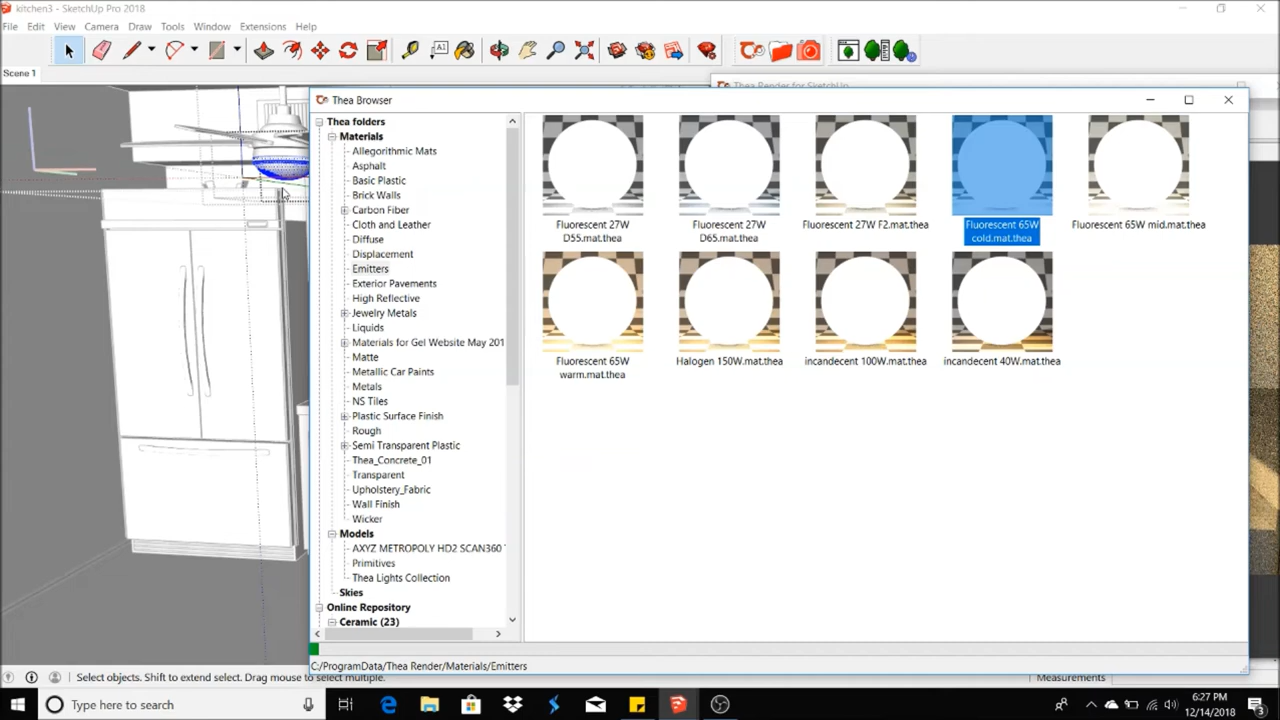 kitchen3 - SketchUp Pro 2018
File Edit View Camera Draw Tools Window Extensions Help
Scene 1
Thea Render for SketchUp
Thea Browser
Thea folders
Materials
Allegorithmic Mats
Asphalt
Basic Plastic
Brick Walls
Carbon Fiber
Cloth and Leather
Diffuse
Displacement
Emitters
Exterior Pavements
High Reflective
Jewelry Metals
Liquids
Materials for Gel Website May 201
Matte
Metallic Car Paints
Metals
NS Tiles
Plastic Surface Finish
Rough
Semi Transparent Plastic
Thea_Concrete_01
Transparent
Upholstery_Fabric
Wall Finish
Wicker
Models
AXYZ METROPOLY HD2 SCAN360
Primitives
Thea Lights Collection
Skies
Online Repository
Ceramic (23)
Fluorescent 27W
D55.mat.thea
Fluorescent 27W
D65.mat.thea
Fluorescent 27W F2.mat.thea
Fluorescent 65W
cold.mat.thea
Fluorescent 65W mid.mat.thea
Fluorescent 65W
warm.mat.thea
Halogen 150W.mat.thea
incandecent 100W.mat.thea
incandecent 40W.mat.thea
C:/ProgramData/Thea Render/Materials/Emitters
Select objects. Shift to extend select. Drag mouse to select multiple.
Measurements
Type here to search
6:27 PM
12/14/2018
3